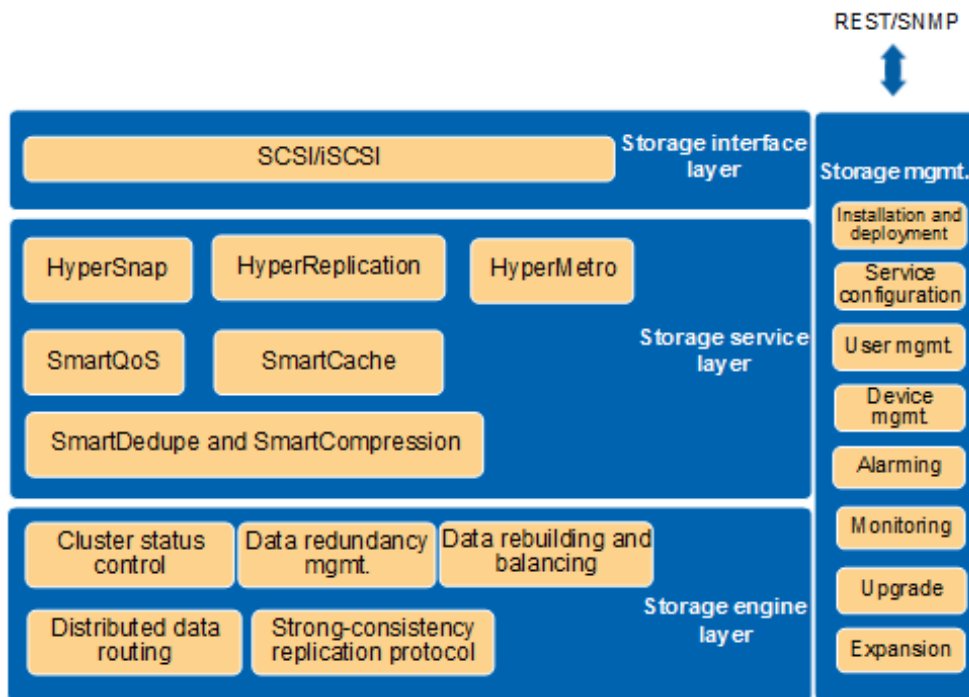 REST/SNMP
SCSI/iSCSI
Storage interface
layer
HyperSnap
HyperReplication
HyperMetro
SmartQoS
SmartCache
Storage service
layer
SmartDedupe and SmartCompression
Cluster status
control
Data redundancy
mgmt.
Data rebuilding and
balancing
Distributed data
routing
Strong-consistency
replication protocol
Storage engine
layer
Storage mgmt.
Installation and
deployment
Service
configuration
User mgmt.
Device
mgmt.
Alarming
Monitoring
Upgrade
Expansion